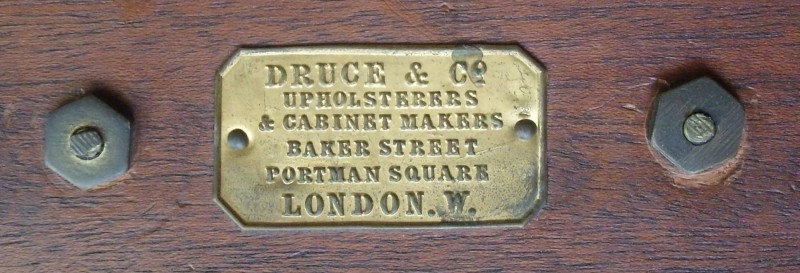 DRUCE & Co.
UPHOLSTERERS
& CABINET MAKERS
BAKER STREET
PORTMAN SQUARE
LONDON. W.